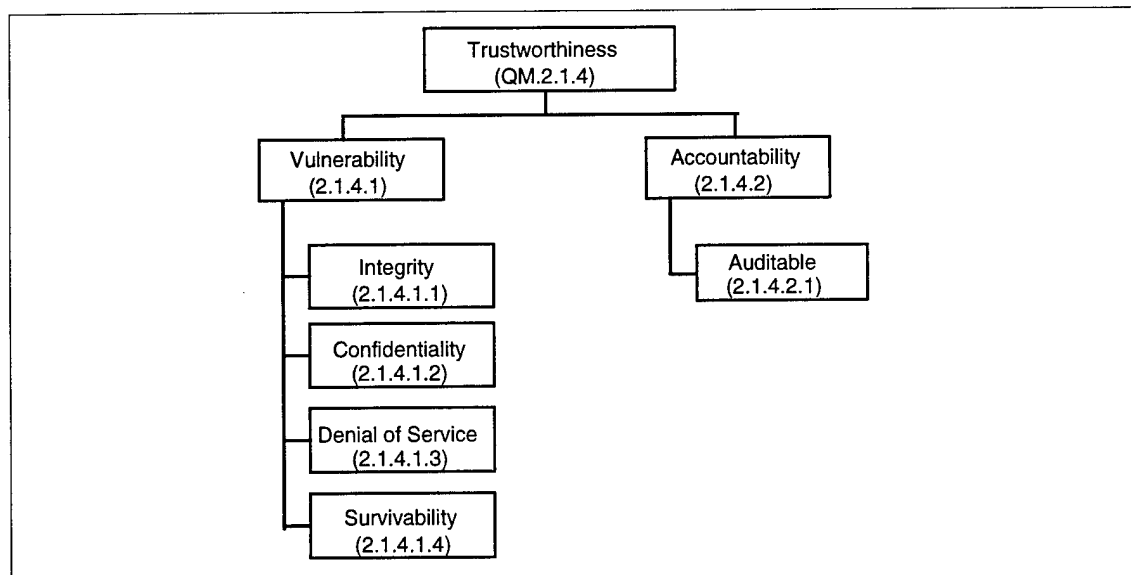 Trustworthiness
(QM.2.1.4)
Vulnerability
(2.1.4.1)
Accountability
(2.1.4.2)
Integrity
(2.1.4.1.1)
Auditable
(2.1.4.2.1)
Confidentiality
(2.1.4.1.2)
Denial of Service
(2.1.4.1.3)
Survivability
(2.1.4.1.4)